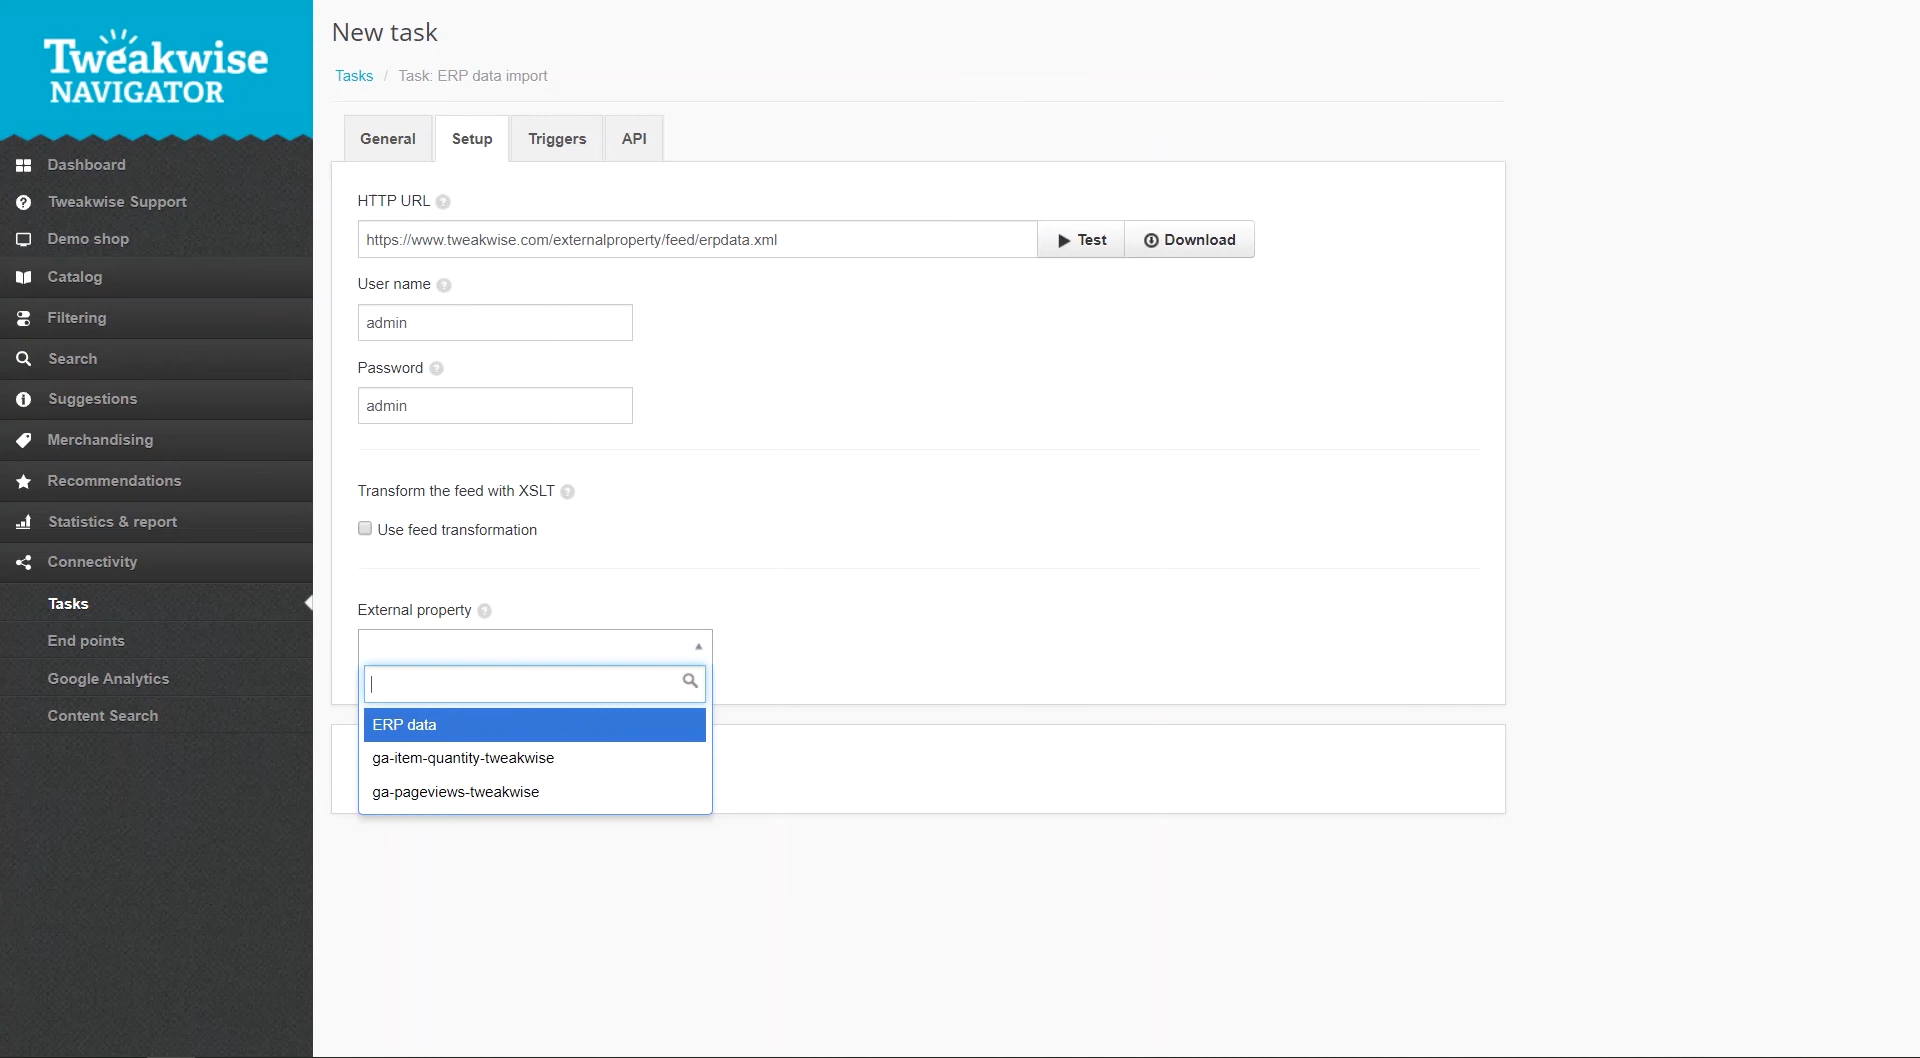 Tweakwise
NAVIGATOR
Dashboard
Tweakwise Support
Demo shop
Catalog
Filtering
Search
Suggestions
Merchandising
Recommendations
Statistics & report
Connectivity
Tasks
End points
Google Analytics
Content Search
New task
Tasks / Task: ERP data import
General Setup Triggers API
HTTP URL ?
https://www.tweakwise.com/externalproperty/feed/erpdata.xml Test Download
User name ?
admin
Password ?
admin
Transform the feed with XSLT ?
Use feed transformation
External property ?
ERP data
ga-item-quantity-tweakwise
ga-pageviews-tweakwise